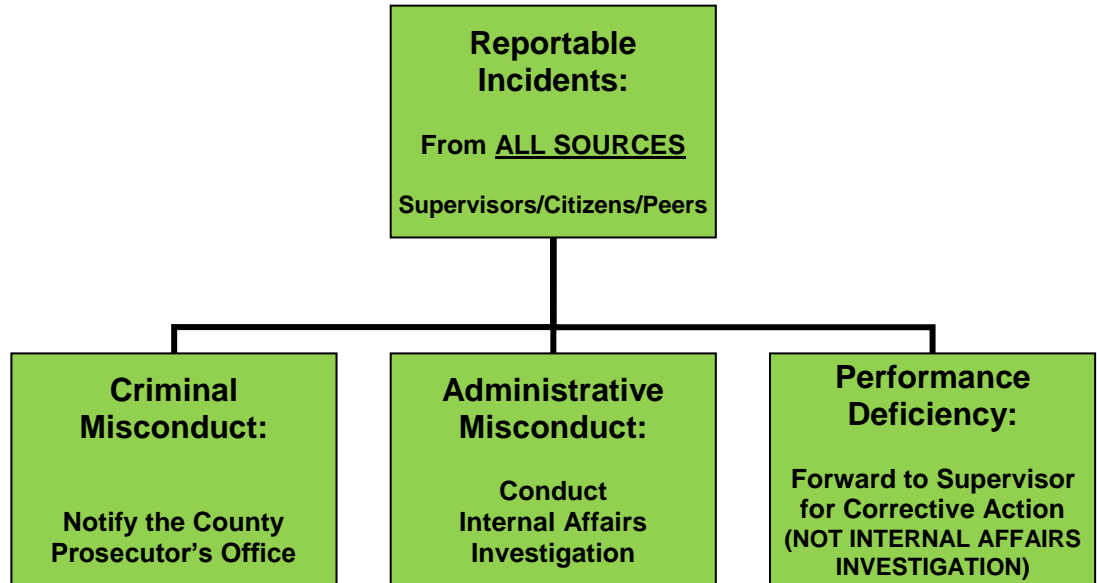 Reportable
Incidents:
From ALL SOURCES
Supervisors/Citizens/Peers
Criminal
Misconduct:
Notify the County
Prosecutor's Office
Administrative
Misconduct:
Conduct
Internal Affairs
Investigation
Performance
Deficiency:
Forward to Supervisor
for Corrective Action
(NOT INTERNAL AFFAIRS
INVESTIGATION)